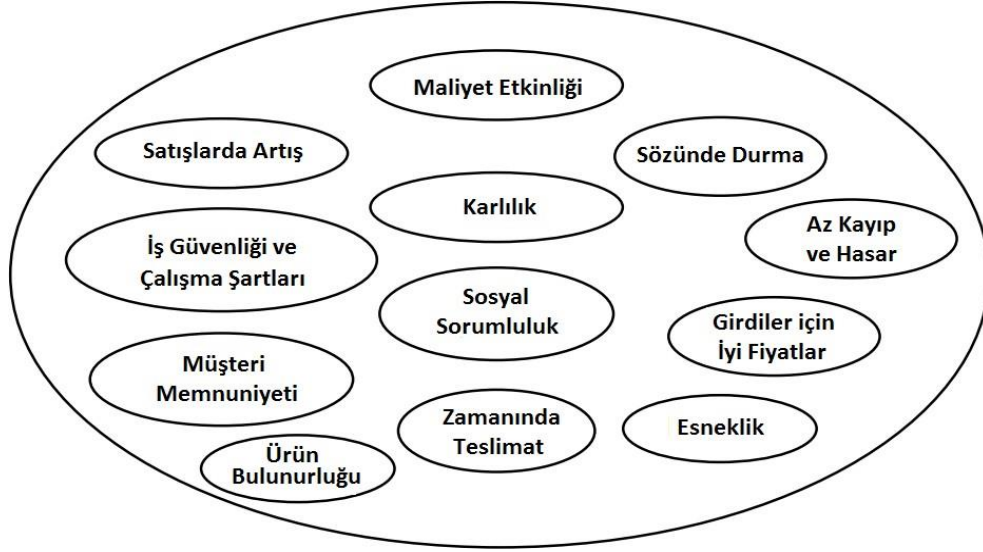 Maliyet Etkinliği
Satışlarda Artış
Sözünde Durma
Karlılık
Az Kayıp
ve Hasar
İş Güvenliği ve
Çalışma Şartları
Sosyal
Sorumluluk
Girdiler için
İyi Fiyatlar
Müşteri
Memnuniyeti
Zamanında
Teslimat
Esneklik
Ürün
Bulunurluğu